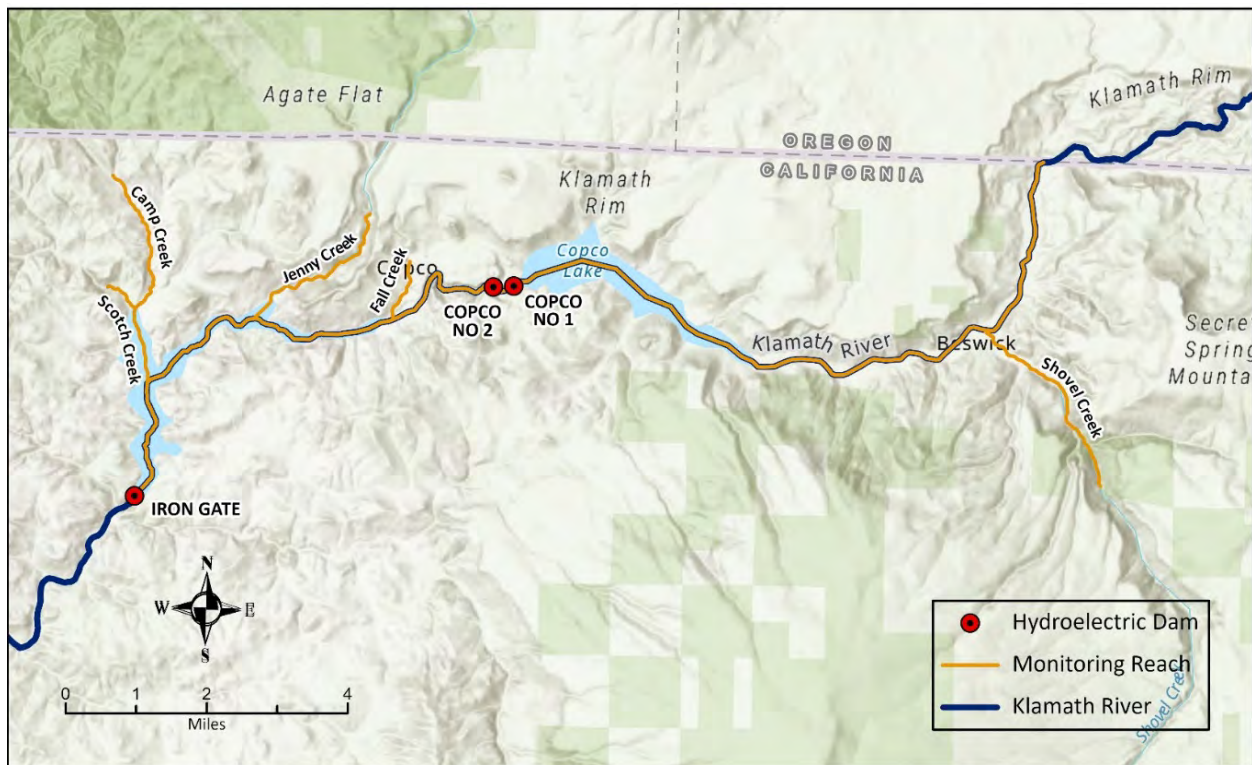 Agate Flat
Klamath Rim
OREGON
CALIFORNIA
Klamath
Rim
Camp Creek
Jenny Creek
Copco
Fall Creek
Copco
Lake
Scotch Creek
COPCO
NO 2
COPCO
NO 1
Klamath River
Beswick
Secre
Spring
Mounta
Shovel Creek
IRON GATE
N
W
E
S
Hydroelectric Dam
Monitoring Reach
Klamath River
0 1 2 4
Miles
Shovel Creek